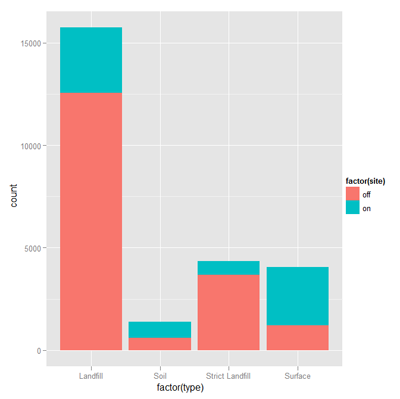 15000
10000
5000
0
count
Landfill
Soil
Strict Landfill
Surface
factor(type)
factor(site)
off
on